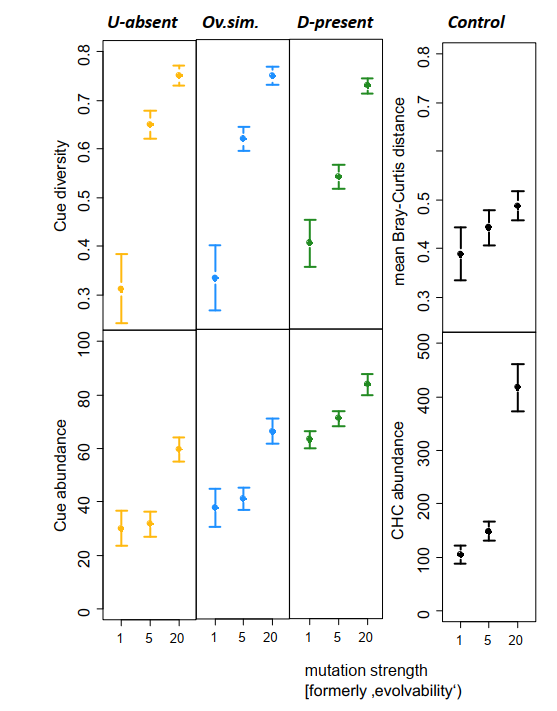 U-absent Ov.sim. D-present Control
Cue diversity
0.8
0.7
0.6
0.5
0.4
0.3
mean Bray-Curtis distance
0.8
0.7
0.5
0.4
0.3
Cue abundance
100
80
60
40
20
0
CHC abundance
500
400
300
200
100
0
1 5 20 1 5 20 1 5 20 1 5 20
mutation strength
[formerly ‚evolvability‘)